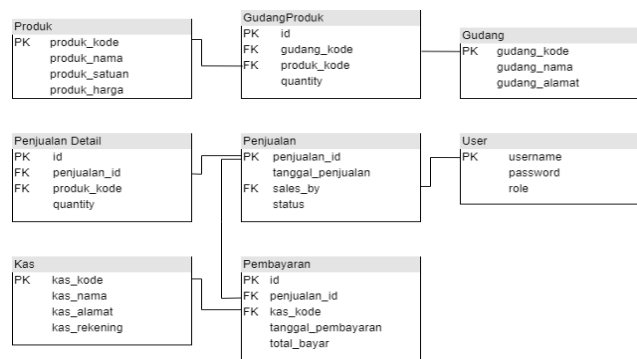 Produk
PK produk_kode
produk_nama
produk_satuan
produk_harga
GudangProduk
PK id
FK gudang_kode
FK produk_kode
quantity
Gudang
PK gudang_kode
gudang_nama
gudang_alamat
Penjualan Detail
PK id
FK penjualan_id
FK produk_kode
quantity
Penjualan
PK penjualan_id
tanggal_penjualan
FK sales_by
status
User
PK username
password
role
Kas
PK kas_kode
kas_nama
kas_alamat
kas_rekening
Pembayaran
PK id
FK penjualan_id
FK kas_kode
tanggal_pembayaran
total_bayar